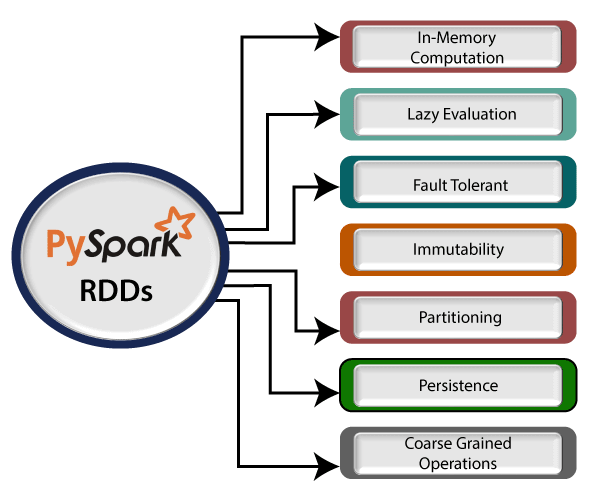 In-Memory
Computation
Lazy Evaluation
Fault Tolerant
PySpark
RDDs
Immutability
Partitioning
Persistence
Coarse Grained
Operations